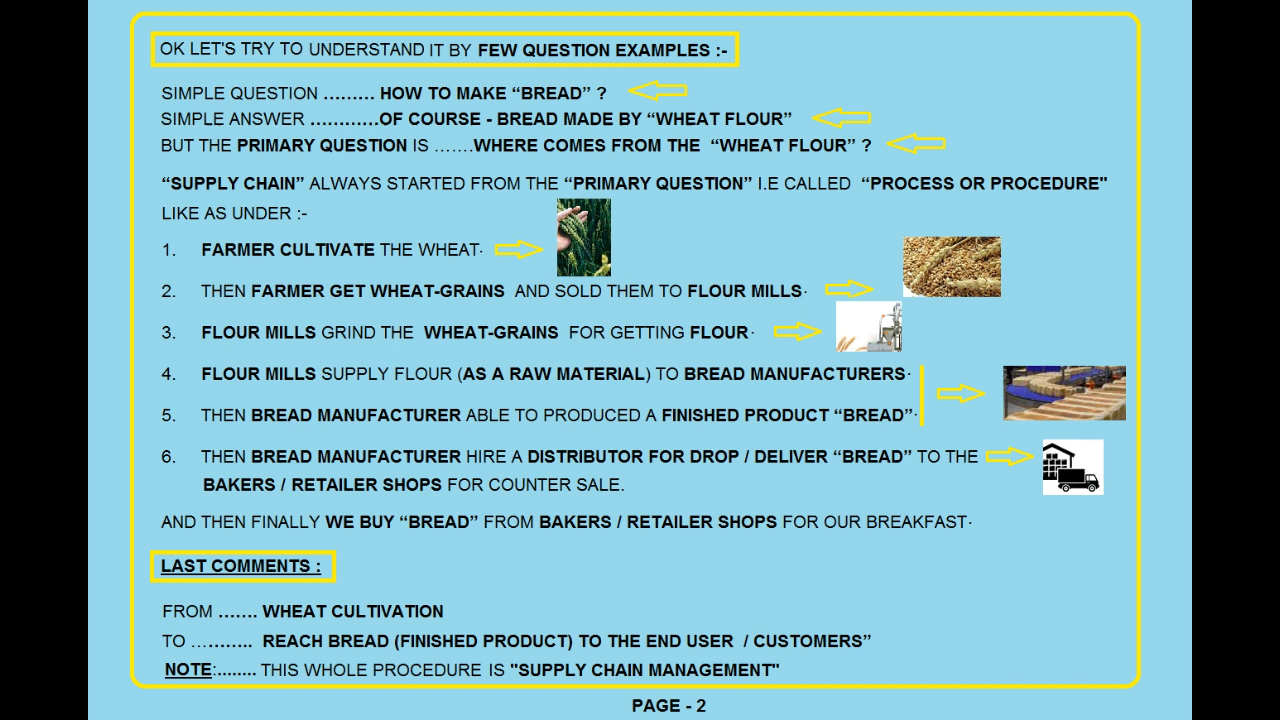 OK LET'S TRY TO UNDERSTAND IT BY FEW QUESTION EXAMPLES :-
SIMPLE QUESTION ......... HOW TO MAKE “BREAD” ?
SIMPLE ANSWER ............OF COURSE - BREAD MADE BY “WHEAT FLOUR”
BUT THE PRIMARY QUESTION IS .......WHERE COMES FROM THE “WHEAT FLOUR” ?
“SUPPLY CHAIN” ALWAYS STARTED FROM THE “PRIMARY QUESTION” I.E CALLED “PROCESS OR PROCEDURE"
LIKE AS UNDER :-
1. FARMER CULTIVATE THE WHEAT·
2. THEN FARMER GET WHEAT-GRAINS AND SOLD THEM TO FLOUR MILLS·
3. FLOUR MILLS GRIND THE WHEAT-GRAINS FOR GETTING FLOUR·
4. FLOUR MILLS SUPPLY FLOUR (AS A RAW MATERIAL) TO BREAD MANUFACTURERS·
5. THEN BREAD MANUFACTURER ABLE TO PRODUCED A FINISHED PRODUCT “BREAD”·
6. THEN BREAD MANUFACTURER HIRE A DISTRIBUTOR FOR DROP / DELIVER “BREAD” TO THE
BAKERS / RETAILER SHOPS FOR COUNTER SALE.
AND THEN FINALLY WE BUY “BREAD” FROM BAKERS / RETAILER SHOPS FOR OUR BREAKFAST·
LAST COMMENTS :
FROM ....... WHEAT CULTIVATION
TO ........... REACH BREAD (FINISHED PRODUCT) TO THE END USER / CUSTOMERS”
NOTE:........ THIS WHOLE PROCEDURE IS "SUPPLY CHAIN MANAGEMENT"
PAGE - 2